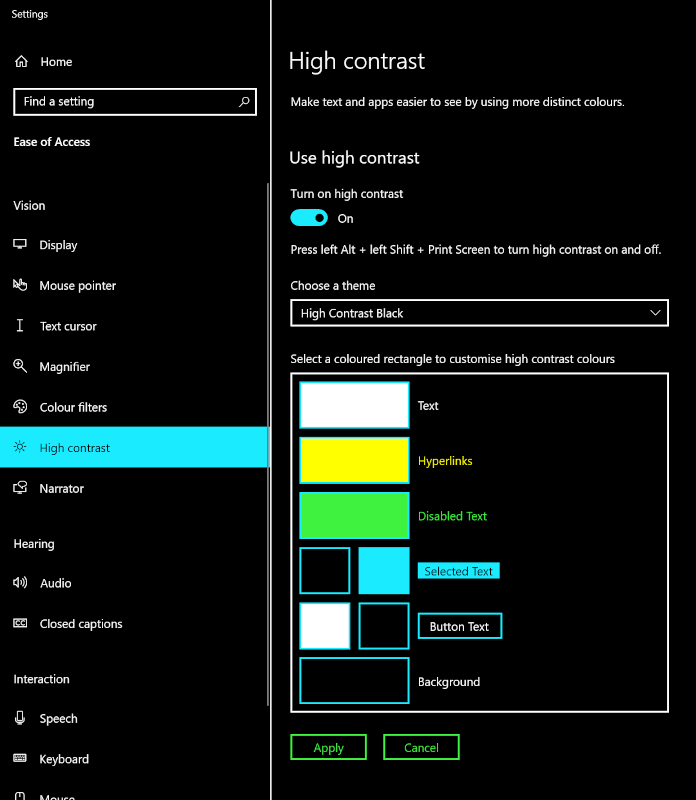 Settings
Home
Find a setting
Ease of Access
Vision
Display
Mouse pointer
Text cursor
Magnifier
Colour filters
High contrast
Narrator
Hearing
Audio
Closed captions
Interaction
Speech
Keyboard
Mouse
High contrast
Make text and apps easier to see by using more distinct colours.
Use high contrast
Turn on high contrast
On
Press left Alt + left Shift + Print Screen to turn high contrast on and off.
Choose a theme
High Contrast Black
Select a coloured rectangle to customise high contrast colours
Text
Hyperlinks
Disabled Text
Selected Text
Button Text
Background
Apply Cancel